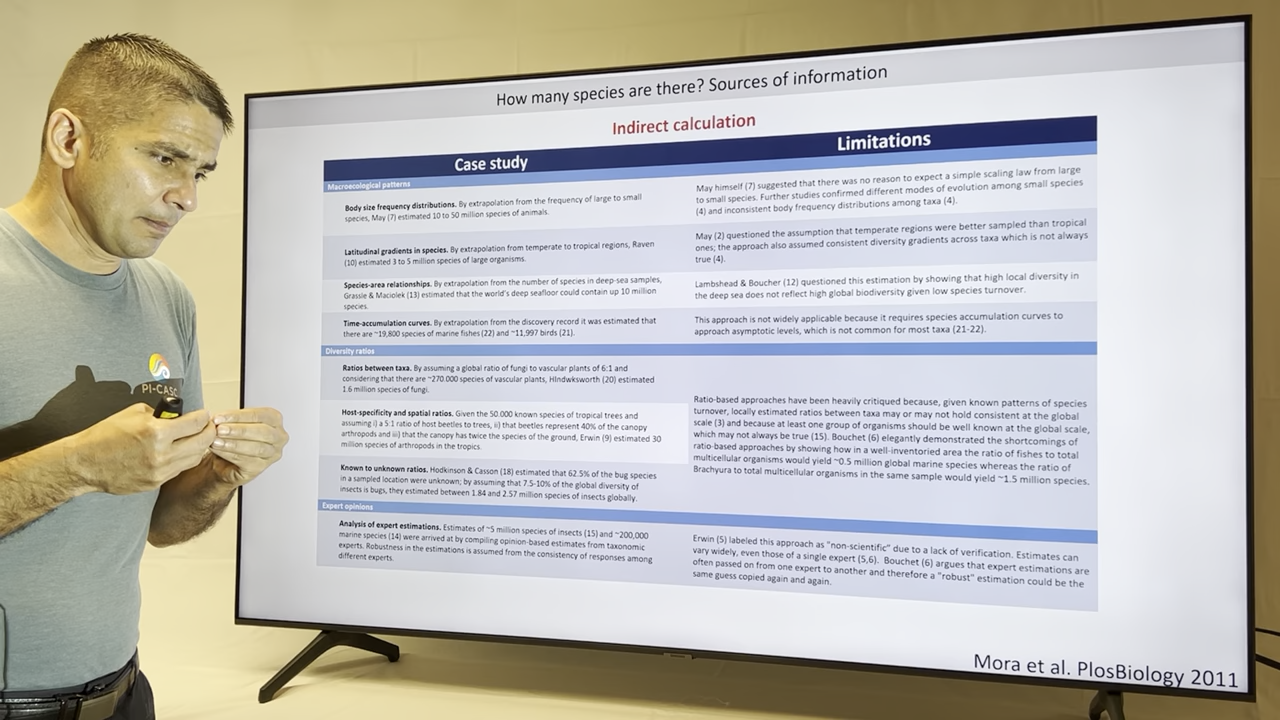 How many species are there? Sources of information
Indirect calculation
Case study
Limitations
Macroecological patterns
Body size frequency distributions. By extrapolation from the frequency of large to small
species, May (7) estimated 10 to 50 million species of animals.
May himself (7) suggested that there was no reason to expect a simple scaling law from large
to small species. Further studies confirmed different modes of evolution among small species
(4) and inconsistent body frequency distributions among taxa (4).
Latitudinal gradients in species. By extrapolation from temperate to tropical regions, Raven
(10) estimated 3 to 5 million species of large organisms.
May (2) questioned the assumption that temperate regions were better sampled than tropical
ones; the approach also assumed consistent diversity gradients across taxa which is not always
true (4).
Species-area relationships. By extrapolation from the number of species in deep-sea samples,
Grassle & Maciolek (13) estimated that the world's deep seafloor could contain up 10 million
species.
Lambshead & Boucher (12) questioned this estimation by showing that high local diversity in
the deep sea does not reflect high global biodiversity given low species turnover.
Time-accumulation curves. By extrapolation from the discovery record it was estimated that
there are ~19,800 species of marine fishes (22) and ~11,997 birds (21).
This approach is not widely applicable because it requires species accumulation curves to
approach asymptotic levels, which is not common for most taxa (21-22).
Diversity ratios
Ratios between taxa. By assuming a global ratio of fungi to vascular plants of 6:1 and
considering that there are ~270.000 species of vascular plants, HIndwksworth (20) estimated
1.6 million species of fungi.
Host-specificity and spatial ratios. Given the 50.000 known species of tropical trees and
assuming i) a 5:1 ratio of host beetles to trees, ii) that beetles represent 40% of the canopy
arthropods and iii) that the canopy has twice the species of the ground, Erwin (9) estimated 30
million species of arthropods in the tropics.
Known to unknown ratios. Hodkinson & Casson (18) estimated that 62.5% of the bug species
in a sampled location were unknown; by assuming that 7.5-10% of the global diversity of
insects is bugs, they estimated between 1.84 and 2.57 million species of insects globally.
Ratio-based approaches have been heavily critiqued because, given known patterns of species
turnover, locally estimated ratios between taxa may or may not hold consistent at the global
scale (3) and because at least one group of organisms should be well known at the global scale,
which may not always be true (15). Bouchet (6) elegantly demonstrated the shortcomings of
ratio-based approaches by showing how in a well-inventoried area the ratio of fishes to total
multicellular organisms would yield ~0.5 million global marine species whereas the ratio of
Brachyura to total multicellular organisms in the same sample would yield ~1.5 million species.
Expert opinions
Analysis of expert estimations. Estimates of ~5 million species of insects (15) and ~200,000
marine species (14) were arrived at by compiling opinion-based estimates from taxonomic
experts. Robustness in the estimations is assumed from the consistency of responses among
different experts.
Erwin (5) labeled this approach as "non-scientific" due to a lack of verification. Estimates can
vary widely, even those of a single expert (5,6). Bouchet (6) argues that expert estimations are
often passed on from one expert to another and therefore a "robust" estimation could be the
same guess copied again and again.
Mora et al. PlosBiology 2011
PI-CASC